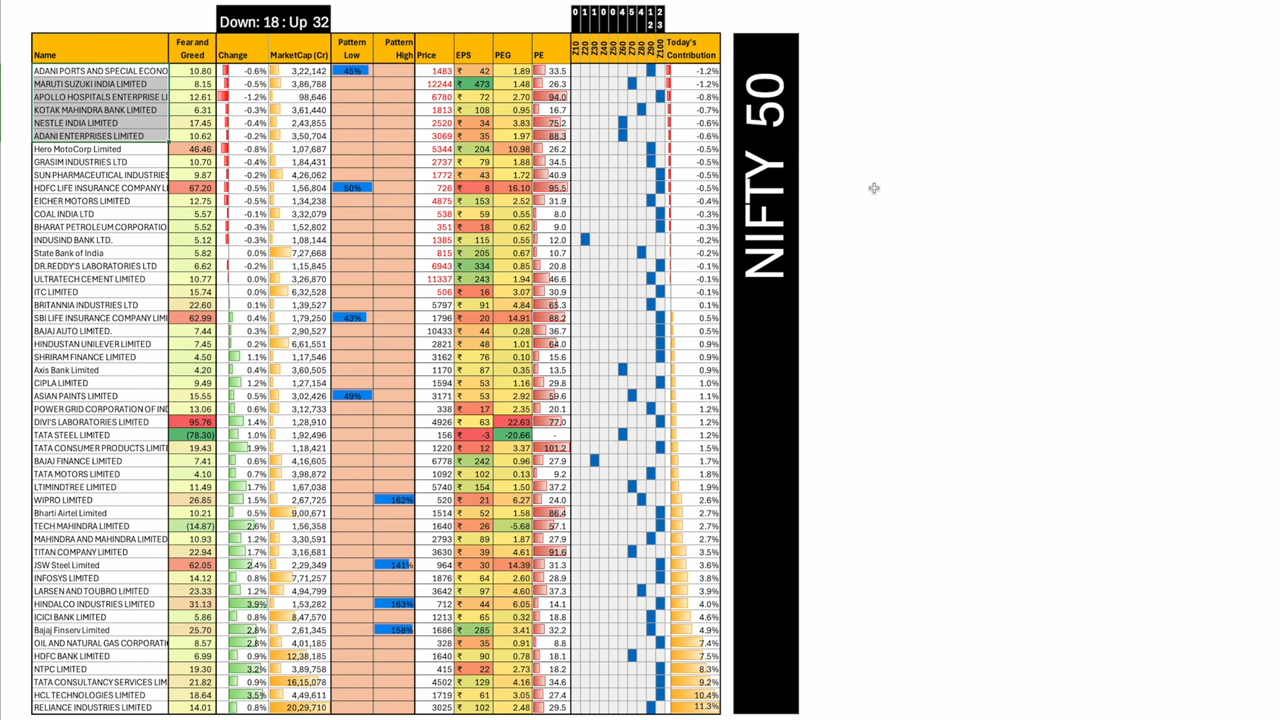 Down: 18 : Up 32
0 1 1 0 0 4 5 4 12 23
Name Fear and Greed Change MarketCap (Cr) Pattern Low Pattern High Price EPS PEG PE Z10 Z20 Z30 Z40 Z50 Z60 Z70 Z80 Z90 Z100 Today's Contribution
ADANI PORTS AND SPECIAL ECONO 10.80 -0.6% 3,22,142 45% 1483 ₹ 42 1.89 33.5 -1.2%
MARUTI SUZUKI INDIA LIMITED 8.15 -0.5% 3,86,788 12244 ₹ 473 1.48 26.3 -1.2%
APOLLO HOSPITALS ENTERPRISE LI 12.61 -1.2% 98,646 6780 ₹ 72 2.70 94.0 -0.8%
KOTAK MAHINDRA BANK LIMITED 6.31 -0.3% 3,61,440 1813 ₹ 108 0.95 16.7 -0.7%
NESTLE INDIA LIMITED 17.45 -0.4% 2,43,855 2520 ₹ 34 3.83 75.2 -0.6%
ADANI ENTERPRISES LIMITED 10.62 -0.2% 3,50,704 3069 ₹ 35 1.97 88.3 -0.6%
Hero MotoCorp Limited 46.46 -0.8% 1,07,687 5344 ₹ 204 10.98 26.2 -0.5%
GRASIM INDUSTRIES LTD 10.70 -0.4% 1,84,431 2737 ₹ 79 1.88 34.5 -0.5%
SUN PHARMACEUTICAL INDUSTRIES 9.87 -0.2% 4,26,062 1772 ₹ 43 1.72 40.9 -0.5%
HDFC LIFE INSURANCE COMPANY LI 67.20 -0.5% 1,56,804 50% 726 ₹ 8 16.10 95.5 -0.5%
EICHER MOTORS LIMITED 12.75 -0.5% 1,34,238 4875 ₹ 153 2.52 31.9 -0.4%
COAL INDIA LTD 5.57 -0.1% 3,32,079 538 ₹ 59 0.55 8.0 -0.3%
BHARAT PETROLEUM CORPORATIO 5.52 -0.3% 1,52,802 351 ₹ 18 0.62 9.0 -0.3%
INDUSIND BANK LTD. 5.12 -0.3% 1,08,144 1385 ₹ 115 0.55 12.0 -0.2%
State Bank of India 5.82 0.0% 7,27,668 815 ₹ 205 0.67 10.7 -0.2%
DR.REDDY'S LABORATORIES LTD 6.62 -0.2% 1,15,845 6943 ₹ 334 0.85 20.8 -0.1%
ULTRATECH CEMENT LIMITED 10.77 0.0% 3,26,870 11337 ₹ 243 1.94 46.6 -0.1%
ITC LIMITED 15.74 0.0% 6,32,528 506 ₹ 16 3.07 30.9 -0.1%
BRITANNIA INDUSTRIES LTD 22.60 0.1% 1,39,527 5797 ₹ 91 4.84 65.3 0.1%
SBI LIFE INSURANCE COMPANY LIMI 62.99 0.4% 1,79,250 43% 1796 ₹ 20 14.91 88.2 0.5%
BAJAJ AUTO LIMITED. 7.44 0.3% 2,90,527 10433 ₹ 44 0.28 36.7 0.5%
HINDUSTAN UNILEVER LIMITED 7.45 0.2% 6,61,551 2821 ₹ 48 1.01 64.0 0.9%
SHRIRAM FINANCE LIMITED 4.50 1.1% 1,17,546 3162 ₹ 76 0.10 15.6 0.9%
Axis Bank Limited 4.20 0.4% 3,60,505 1170 ₹ 87 0.35 13.5 0.9%
CIPLA LIMITED 9.49 1.2% 1,27,154 1594 ₹ 53 1.16 29.8 1.0%
ASIAN PAINTS LIMITED 15.55 0.5% 3,02,426 49% 3171 ₹ 53 2.92 59.6 1.1%
POWER GRID CORPORATION OF IND 13.06 0.6% 3,12,733 338 ₹ 17 2.35 20.1 1.2%
DIVI'S LABORATORIES LIMITED 95.76 1.4% 1,28,910 4926 ₹ 63 22.63 77.0 1.2%
TATA STEEL LIMITED (78.30) 1.0% 1,92,496 156 ₹ -3 -20.66 - 1.2%
TATA CONSUMER PRODUCTS LIMITE 19.43 1.9% 1,18,421 1220 ₹ 12 3.37 101.2 1.5%
BAJAJ FINANCE LIMITED 7.41 0.6% 4,16,605 6778 ₹ 242 0.96 27.9 1.7%
TATA MOTORS LIMITED 4.10 0.7% 3,98,872 1092 ₹ 102 0.13 9.2 1.8%
LTIMINDTREE LIMITED 11.49 1.7% 1,67,038 5740 ₹ 154 1.50 37.2 1.9%
WIPRO LIMITED 26.85 1.5% 2,67,725 162% 520 ₹ 21 6.27 24.0 2.6%
Bharti Airtel Limited 10.21 0.5% 9,00,671 1514 ₹ 52 1.58 86.4 2.7%
TECH MAHINDRA LIMITED (14.87) 2.6% 1,56,358 1640 ₹ 26 -5.68 57.1 2.7%
MAHINDRA AND MAHINDRA LIMITED 10.93 1.2% 3,30,591 2793 ₹ 89 1.87 27.9 2.7%
TITAN COMPANY LIMITED 22.94 1.7% 3,16,681 3630 ₹ 39 4.61 91.6 3.5%
JSW Steel Limited 62.05 2.4% 2,29,349 141% 964 ₹ 30 14.39 31.3 3.6%
INFOSYS LIMITED 14.12 0.8% 7,71,257 1876 ₹ 64 2.60 28.9 3.8%
LARSEN AND TOUBRO LIMITED 23.33 1.2% 4,94,799 3642 ₹ 97 4.60 37.3 3.9%
HINDALCO INDUSTRIES LIMITED 31.13 3.9% 1,53,282 163% 712 ₹ 44 6.05 14.1 4.0%
ICICI BANK LIMITED 5.86 0.8% 8,47,570 1213 ₹ 65 0.32 18.8 4.6%
Bajaj Finserv Limited 25.70 2.8% 2,61,345 158% 1686 ₹ 285 3.41 32.2 4.9%
OIL AND NATURAL GAS CORPORATI 8.57 2.8% 4,01,185 328 ₹ 35 0.91 8.8 7.4%
HDFC BANK LIMITED 6.99 0.9% 12,38,185 1640 ₹ 90 0.72 18.1 7.5%
NTPC LIMITED 19.30 3.2% 3,89,758 415 ₹ 22 2.73 18.2 8.3%
TATA CONSULTANCY SERVICES LIM 21.82 0.9% 16,15,078 4502 ₹ 129 4.16 34.6 9.2%
HCL TECHNOLOGIES LIMITED 18.64 3.5% 4,49,611 1719 ₹ 61 3.05 27.4 10.4%
RELIANCE INDUSTRIES LIMITED 14.01 0.8% 20,29,710 3025 ₹ 102 2.48 29.5 11.3%
NIFTY 50